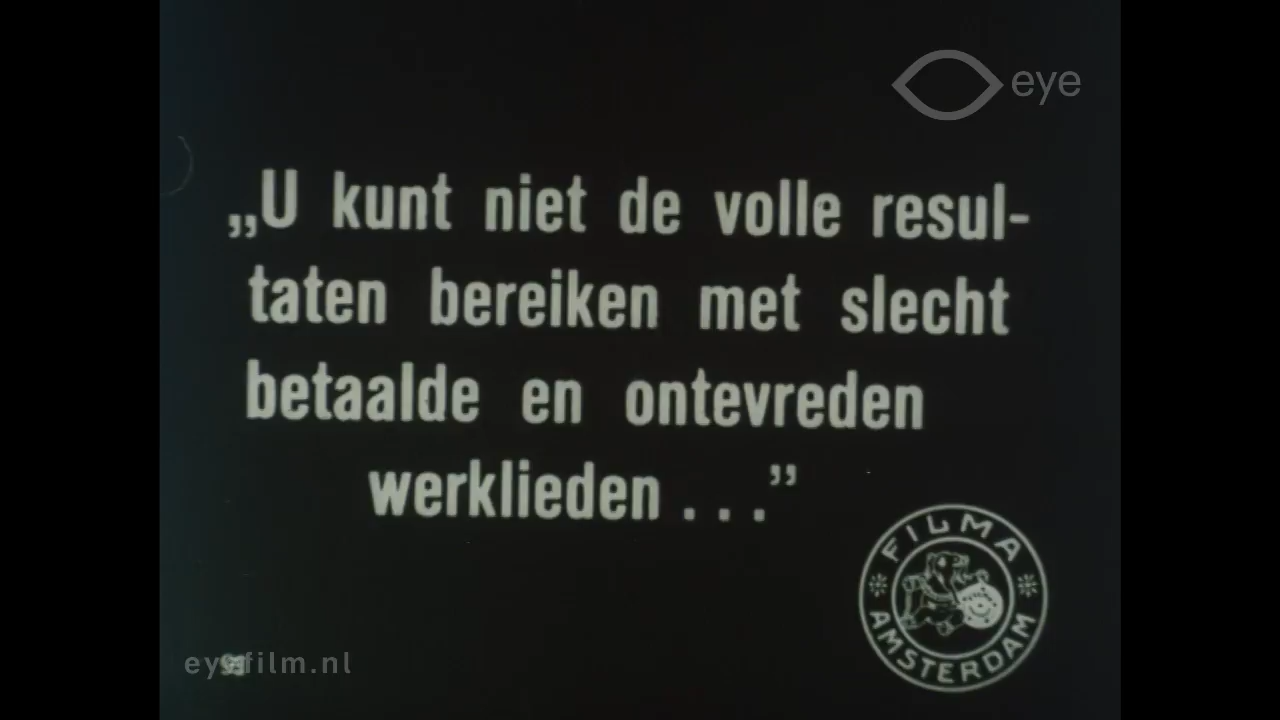 eye
„U kunt niet de volle resul-
taten bereiken met slecht
betaalde en ontevreden
werklieden . . .”
FILMA
AMSTERDAM
eyefilm.nl